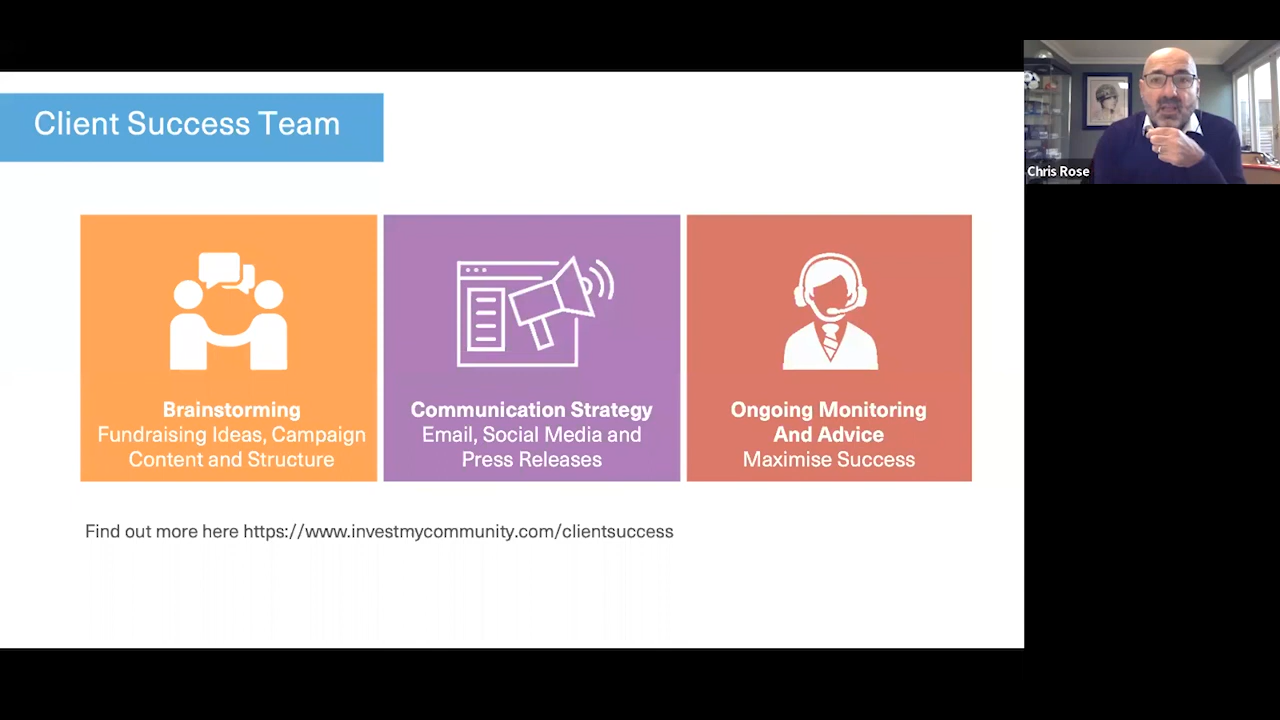 Client Success Team
Chris Rose
Brainstorming
Fundraising Ideas, Campaign
Content and Structure
Communication Strategy
Email, Social Media and
Press Releases
Ongoing Monitoring
And Advice
Maximise Success
Find out more here https://www.investmycommunity.com/clientsuccess